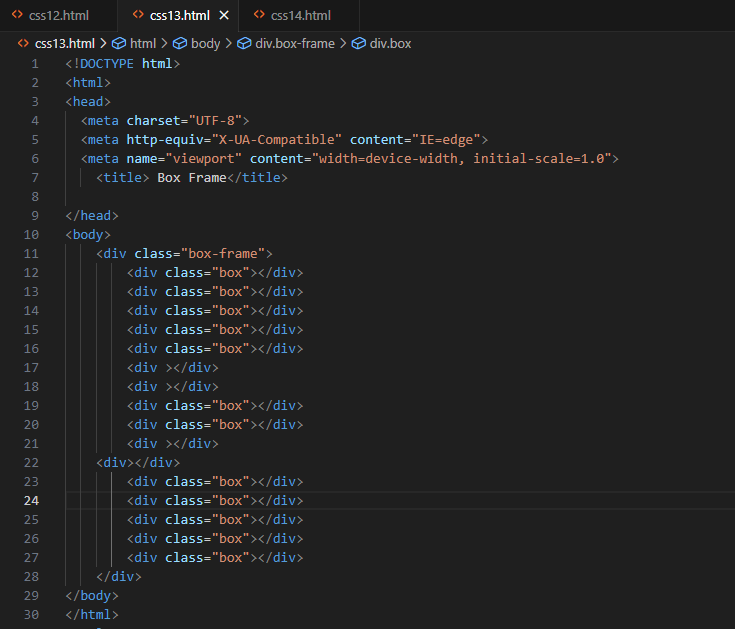 css12.html css13.html css14.html
css13.html > html > body > div.box-frame > div.box
1 <!DOCTYPE html>
2 <html>
3 <head>
4 <meta charset="UTF-8">
5 <meta http-equiv="X-UA-Compatible" content="IE=edge">
6 <meta name="viewport" content="width=device-width, initial-scale=1.0">
7 <title> Box Frame</title>
8
9 </head>
10 <body>
11 <div class="box-frame">
12 <div class="box"></div>
13 <div class="box"></div>
14 <div class="box"></div>
15 <div class="box"></div>
16 <div class="box"></div>
17 <div ></div>
18 <div ></div>
19 <div class="box"></div>
20 <div class="box"></div>
21 <div ></div>
22 <div></div>
23 <div class="box"></div>
24 <div class="box"></div>
25 <div class="box"></div>
26 <div class="box"></div>
27 <div class="box"></div>
28 </div>
29 </body>
30 </html>